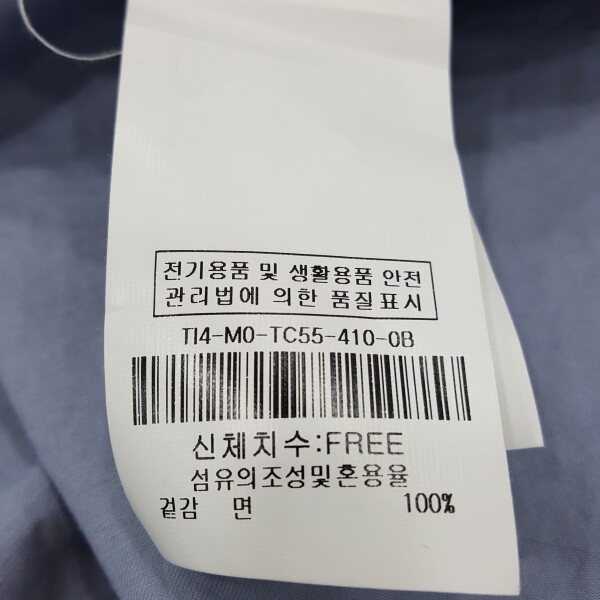 전기용품 및 생활용품 안전
관리법에 의한 품질표시
TI4-M0-TC55-410-0B
신체치수:FREE
섬유의조성및혼용율
겉감 면 100%